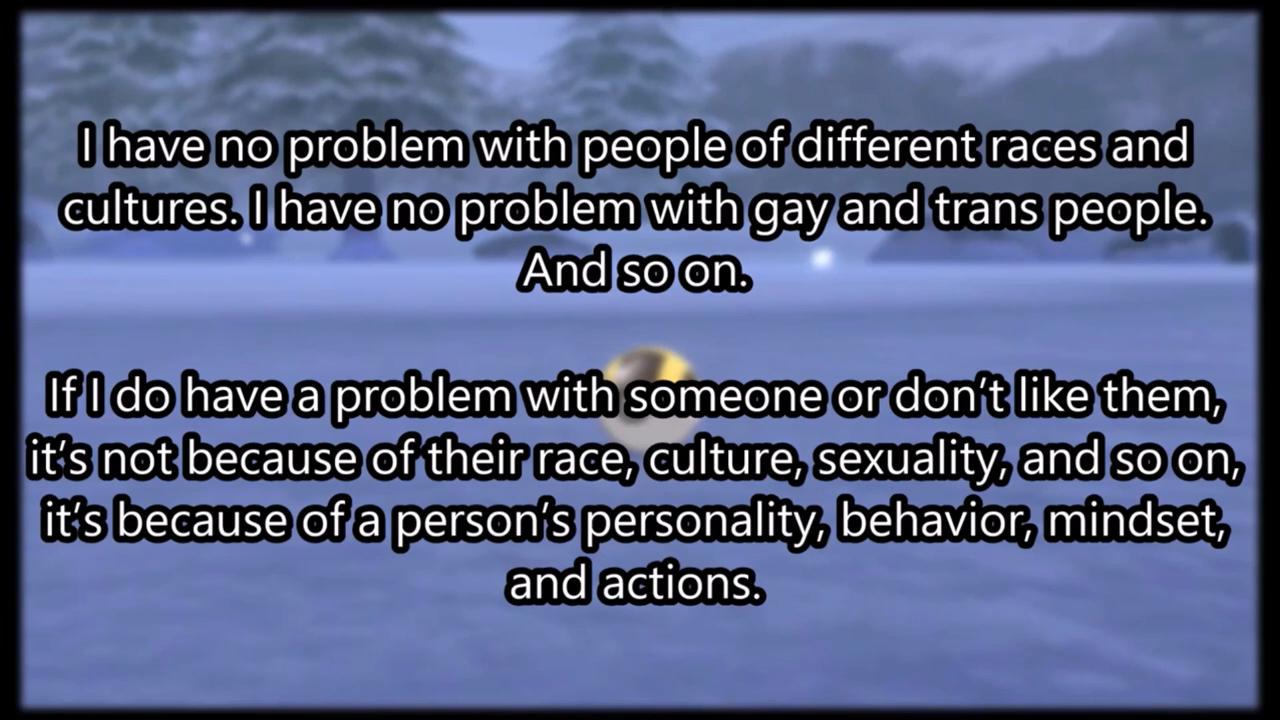 I have no problem with people of different races and
cultures. I have no problem with gay and trans people.
And so on.
If I do have a problem with someone or don’t like them,
it’s not because of their race, culture, sexuality, and so on,
it’s because of a person’s personality, behavior, mindset,
and actions.